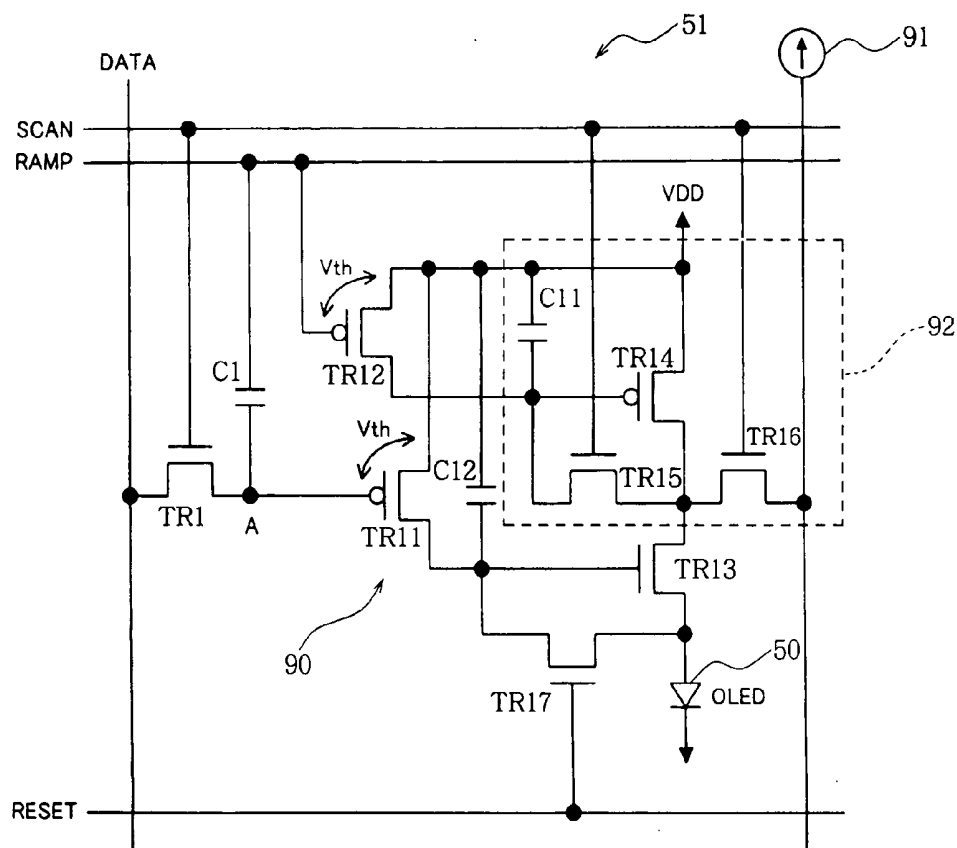 51
91
DATA
SCAN
RAMP
VDD
Vth
C11
92
TR14
TR12
C1
TR16
Vth
C12
TR15
TR1
A
TR11
TR13
90
50
TR17
OLED
RESET